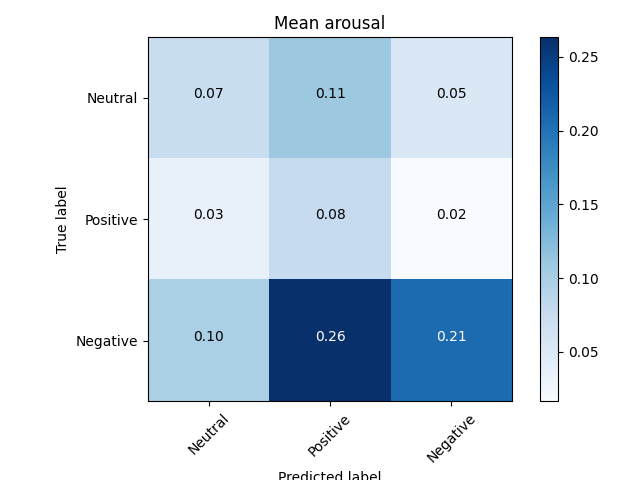 Mean arousal
Neutral 0.07 0.11 0.05
Positive 0.03 0.08 0.02
Negative 0.10 0.26 0.21
True label
Neutral Positive Negative
Predicted label
0.25
0.20
0.15
0.10
0.05